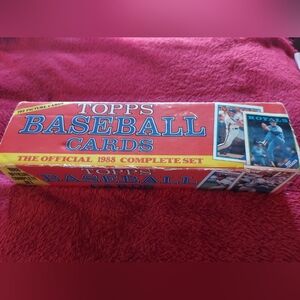 TOPPS
BASEBALL
CARDS
THE OFFICIAL 1988 COMPLETE SET
ROYALS
TOPPS
BASEBALL